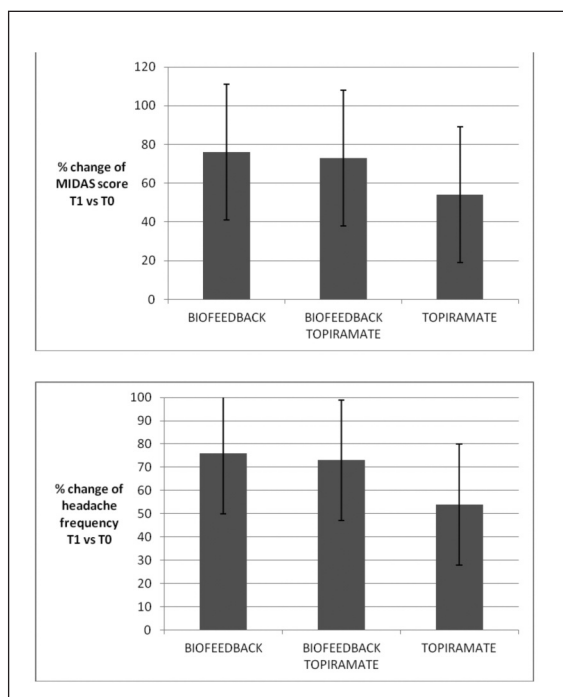 120
100
80
60
40
20
0
% change of
MIDAS score
T1 vs T0
BIOFEEDBACK
BIOFEEDBACK
TOPIRAMATE
TOPIRAMATE
100
90
80
70
60
50
40
30
20
10
0
% change of
headache
frequency
T1 vs T0
BIOFEEDBACK
BIOFEEDBACK
TOPIRAMATE
TOPIRAMATE